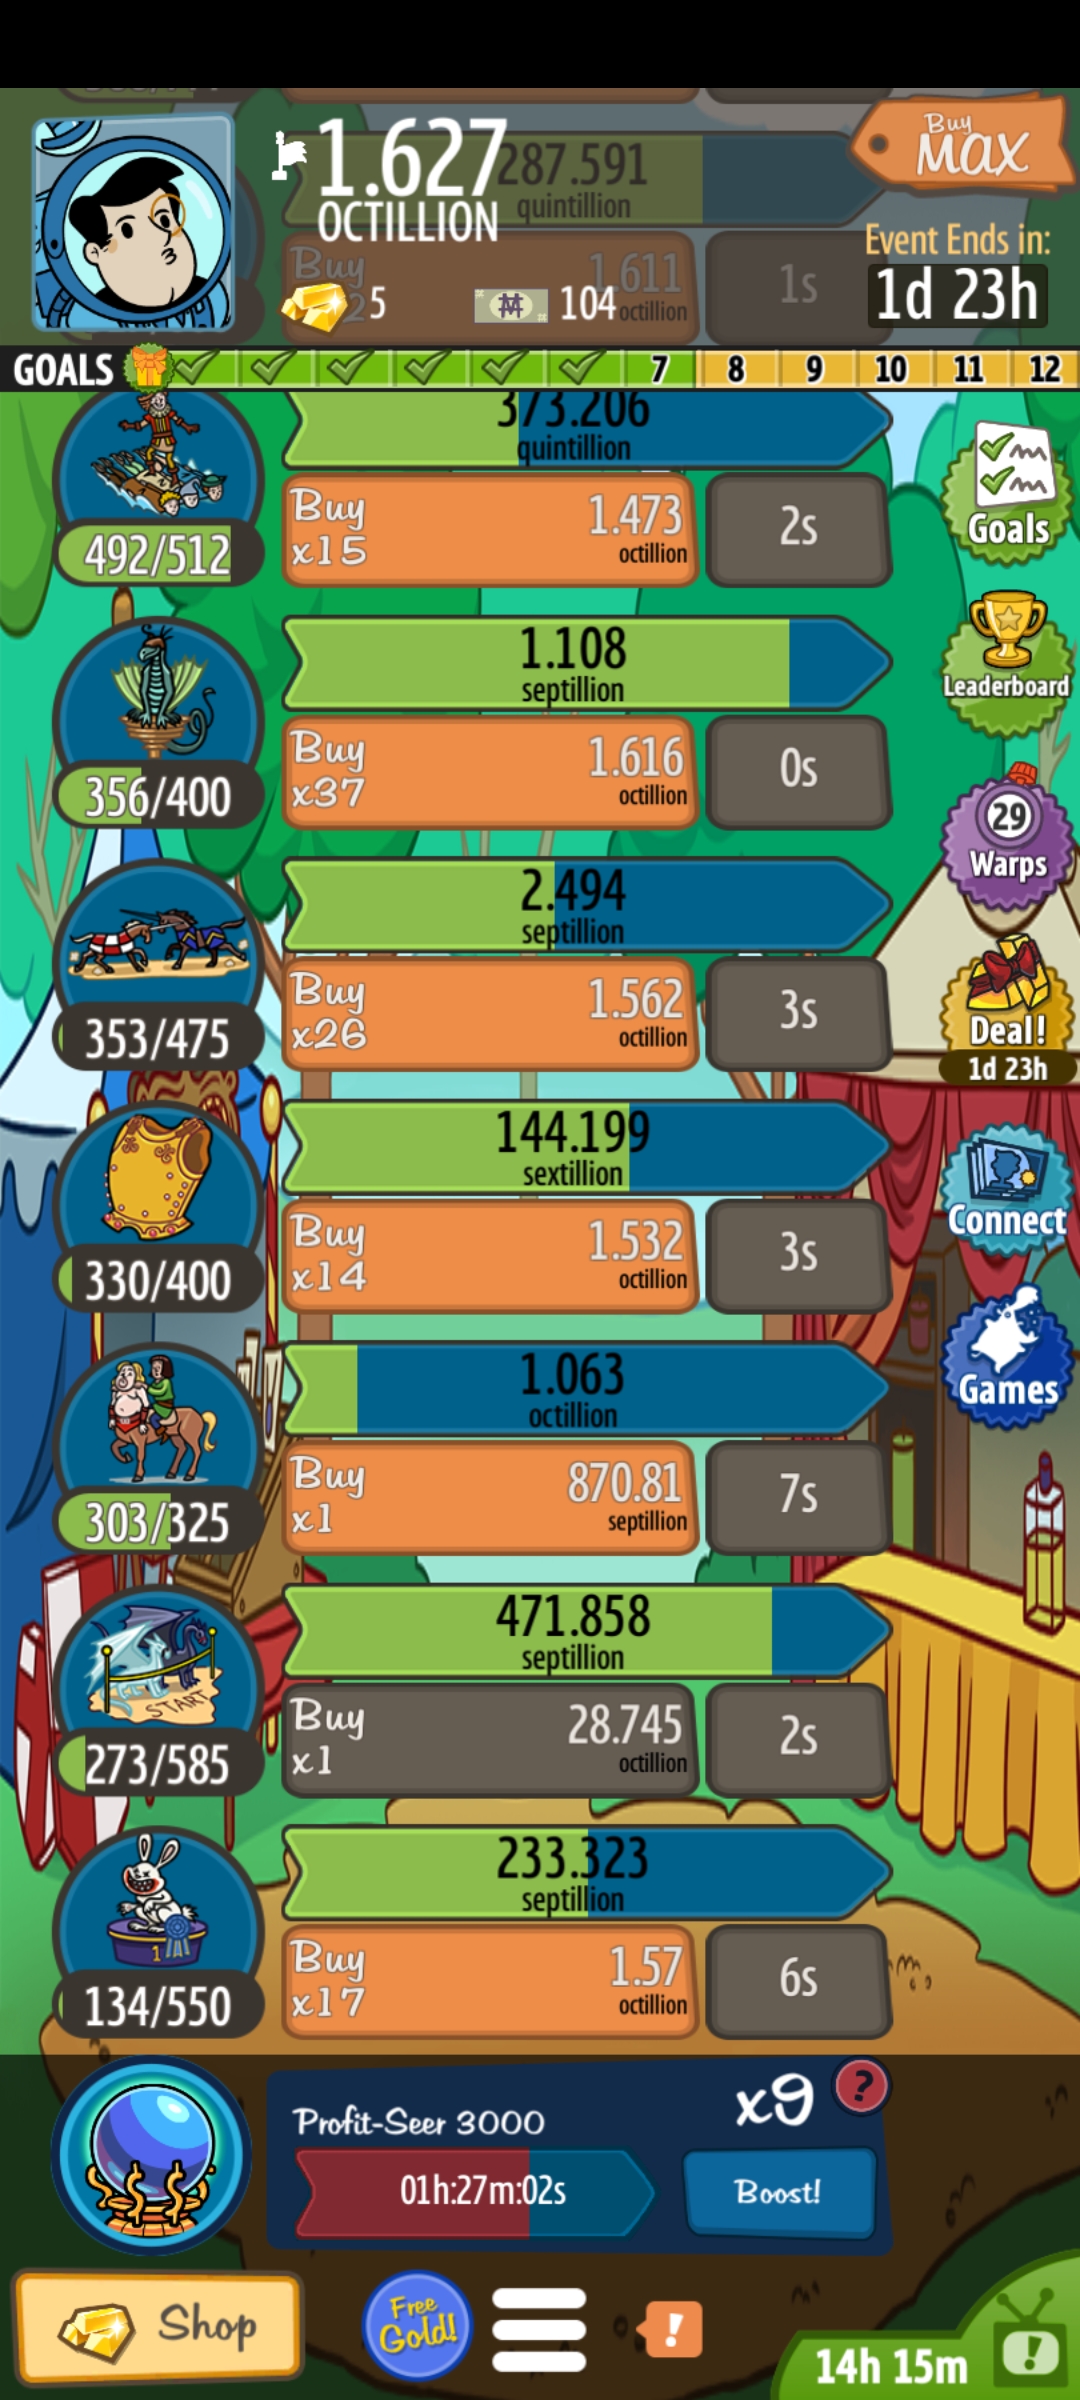 1.627
OCTILLION
287.591
quintillion
Buy
MAX
Buy
1.611
octillion
1s
5
104
Event Ends in:
1d 23h
GOALS
7
8
9
10
11
12
373.206
quintillion
492/512
Buy
x15
1.473
octillion
2s
Goals
1.108
septillion
356/400
Buy
x37
1.616
octillion
0s
Leaderboard
29
Warps
2.494
septillion
353/475
Buy
x26
1.562
octillion
3s
Deal!
1d 23h
144.199
sextillion
330/400
Buy
x14
1.532
octillion
3s
Connect
1.063
octillion
303/325
Buy
x1
870.81
septillion
7s
Games
471.858
septillion
START
273/585
Buy
x1
28.745
octillion
2s
233.323
septillion
1
134/550
Buy
x17
1.57
octillion
6s
Profit-Seer 3000
x9
?
01h:27m:02s
Boost!
Shop
Free
Gold!
!
14h 15m
!